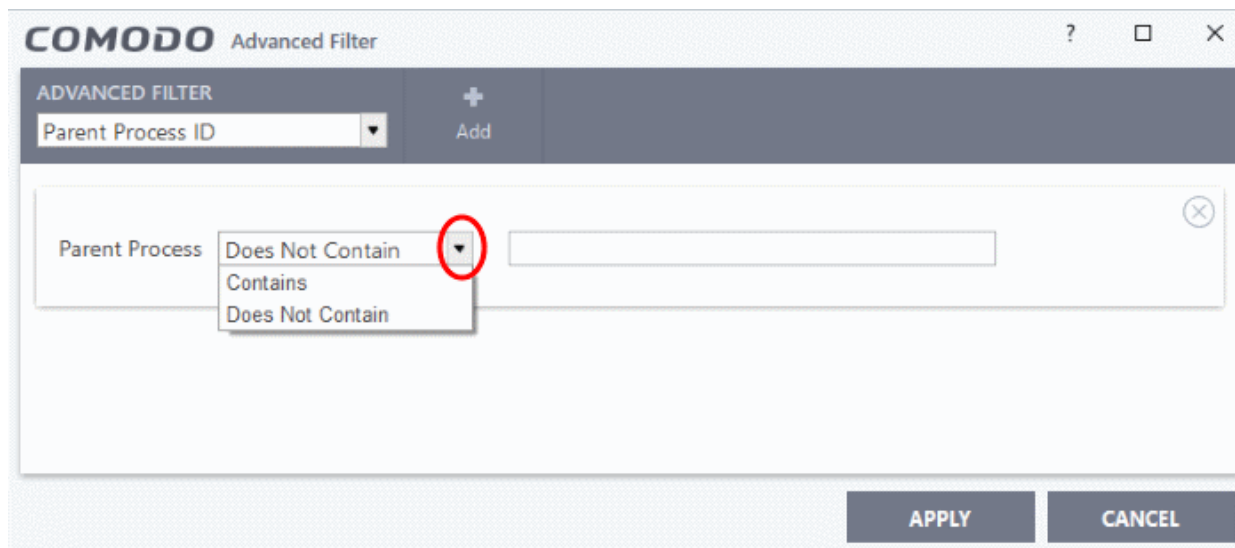 COMODO Advanced Filter ?
ADVANCED FILTER
Parent Process ID
Add
Parent Process Does Not Contain
Contains
Does Not Contain
APPLY CANCEL